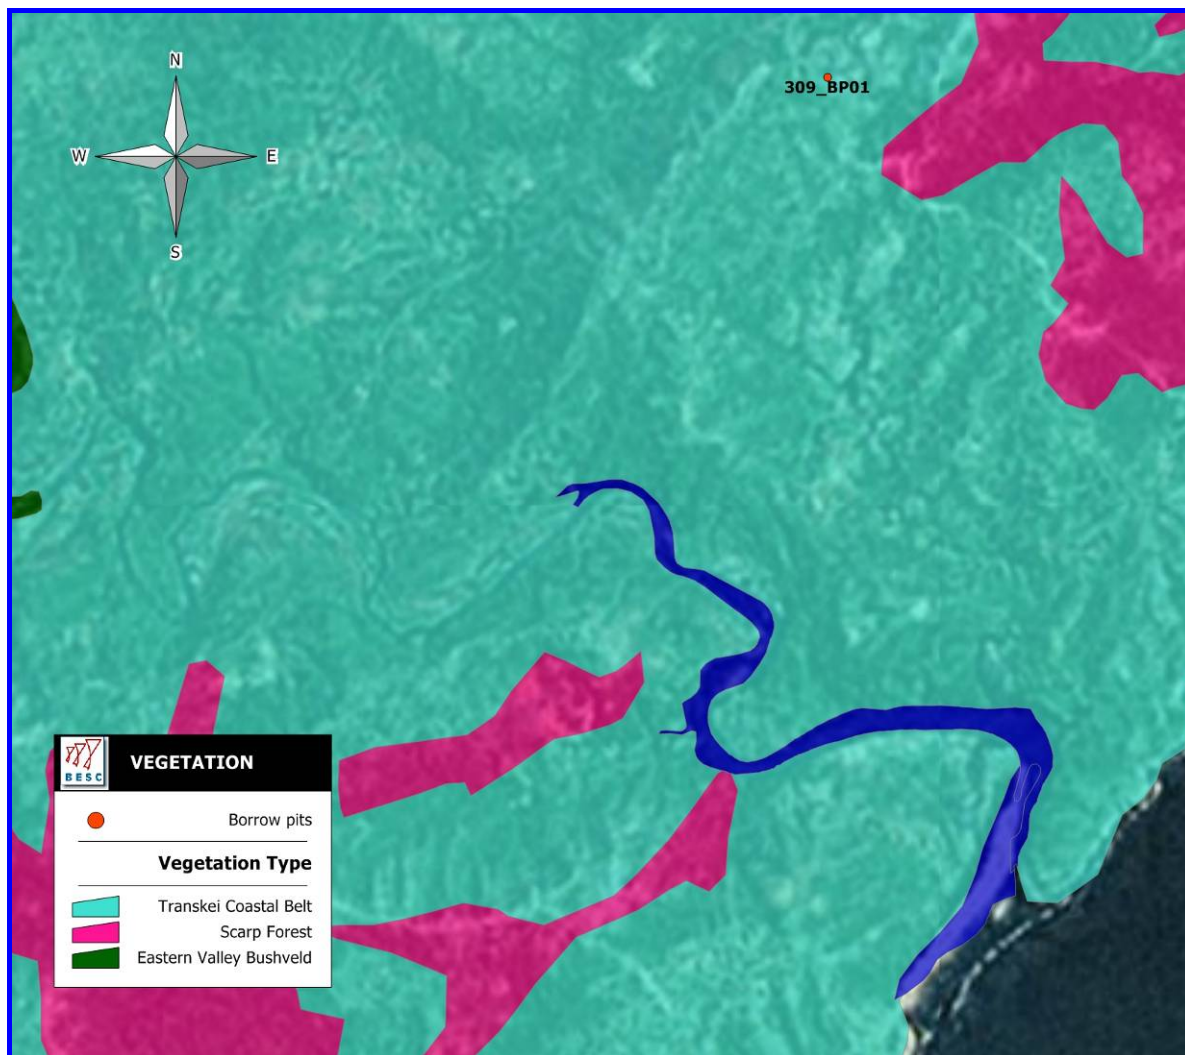 N
309_BP01
W E
S
BESC
VEGETATION
Borrow pits
Vegetation Type
Transkei Coastal Belt
Scarp Forest
Eastern Valley Bushveld